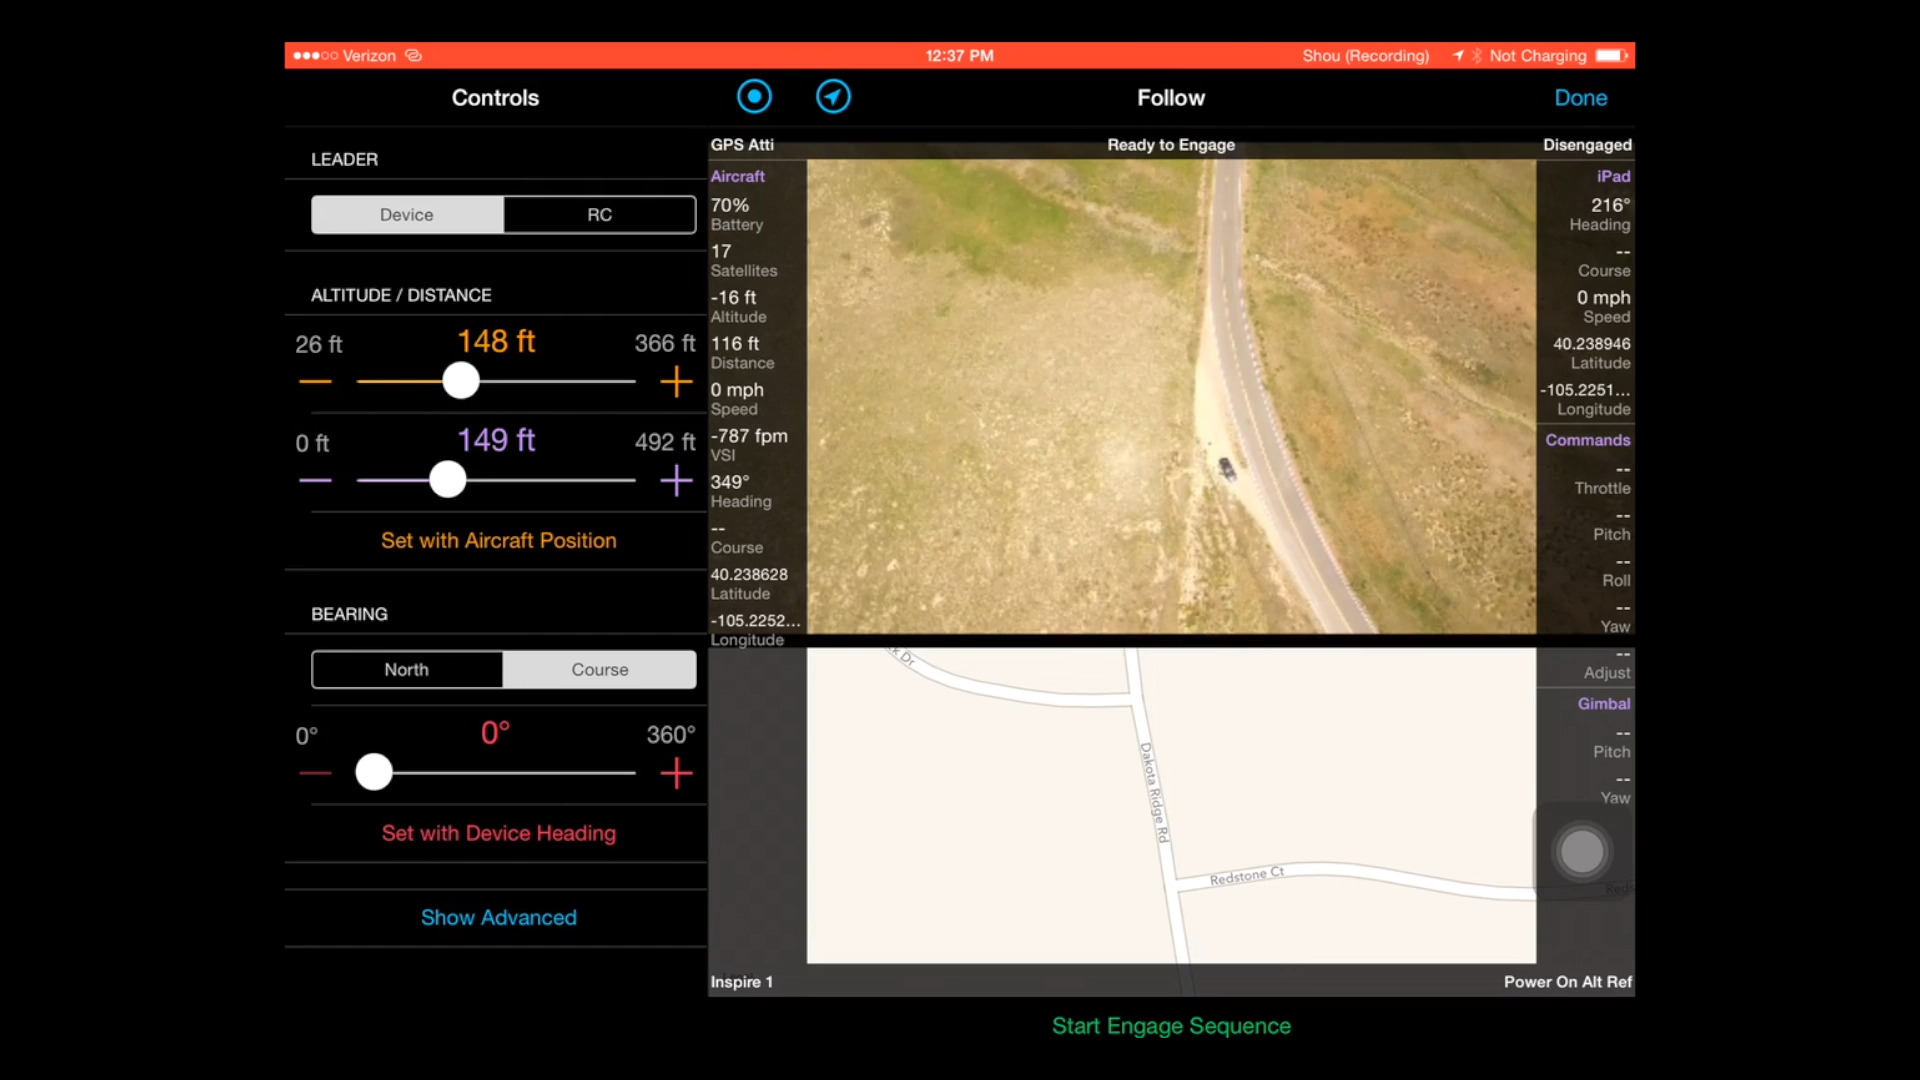 Verizon
12:37 PM
Shou (Recording)
Not Charging
Controls
Follow
Done
LEADER
Device
RC
ALTITUDE / DISTANCE
26 ft
148 ft
366 ft
0 ft
149 ft
492 ft
Set with Aircraft Position
BEARING
North
Course
0°
0°
360°
Set with Device Heading
Show Advanced
GPS Atti
Ready to Engage
Disengaged
Aircraft
70%
Battery
17
Satellites
-16 ft
Altitude
116 ft
Distance
0 mph
Speed
-787 fpm
VSI
349°
Heading
--
Course
40.238628
Latitude
-105.2252...
Longitude
iPad
216°
Heading
--
Course
0 mph
Speed
40.238946
Latitude
-105.2251...
Longitude
Commands
--
Throttle
--
Pitch
--
Roll
--
Yaw
--
Adjust
Gimbal
--
Pitch
--
Yaw
Dr
Dakota Ridge Rd
Redstone Ct
Inspire 1
Power On Alt Ref
Start Engage Sequence